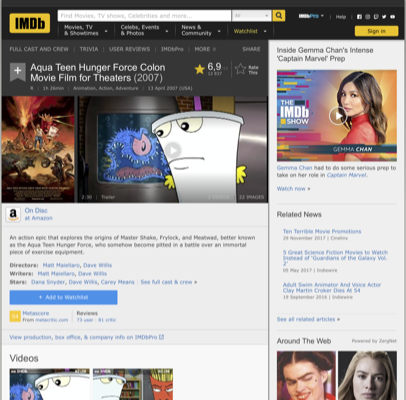 IMDb
Find Movies, TV shows, Celebrities and more...
All
IMDbPro
Help
Movies, TV
& Showtimes
Celebs, Events
& Photos
News &
Community
Watchlist
Sign in
FULL CAST AND CREW | TRIVIA | USER REVIEWS | IMDbPro | MORE
SHARE
Aqua Teen Hunger Force Colon
Movie Film for Theaters (2007)
6,9
Rate
This
R | 1h 26min | Animation, Action, Adventure | 13 April 2007 (USA)
2:30 | Trailer
IMAGES
On Disc
at Amazon
An action epic that explores the origins of Master Shake, Frylock, and Meatwad, better known
as the Aqua Teen Hunger Force, who somehow become pitted in a battle over an immortal
piece of exercise equipment.
Directors: Matt Maiellaro, Dave Willis
Writers: Matt Maiellaro, Dave Willis
Stars: Dana Snyder, Dave Willis, Carey Means | See full cast & crew »
+ Add to Watchlist
Metascore
From metacritic.com
Reviews
73 user | 81 critic
View production, box office, & company info on IMDbPro
Videos
Inside Gemma Chan's Intense
'Captain Marvel' Prep
THE
IMDb
SHOW
GEMMA CHAN
Gemma Chan had to do some serious prep
to take on her role in Captain Marvel.
Watch now »
Related News
Ten Terrible Movie Promotions
29 November 2017 | Cinelinx
5 Great Science Fiction Movies to Watch
Instead of 'Guardians of the Galaxy Vol.
2'
05 May 2017 | Indiewire
Adult Swim Animator And Voice Actor
Clay Martin Croker Dies At 54
19 September 2016 | Indiewire
See all related articles »
Around The Web
Powered by ZergNet